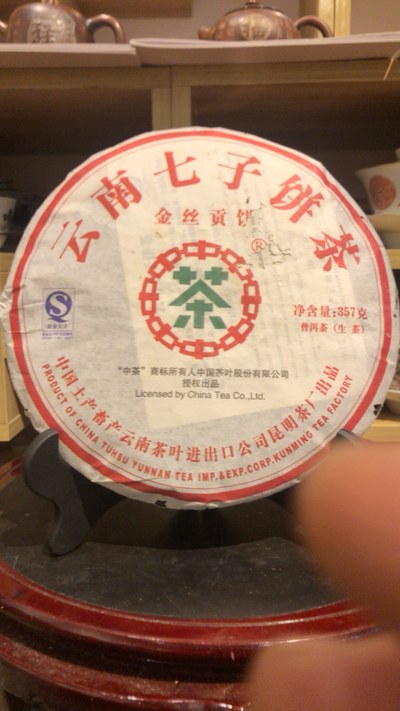 云南七子饼茶
金丝贡饼
®
茶
S
净含量:357克
普洱茶(生 茶)
“中茶”商标所有人中国茶叶股份有限公司
授权出品
Licensed by China Tea Co.,Ltd.
中国土产畜产云南茶叶进出口公司昆明茶厂出品
PRODUCT OF CHINA TUHSU YUNNAN TEA IMP.&EXP.CORP.KUNMING TEA FACTORY